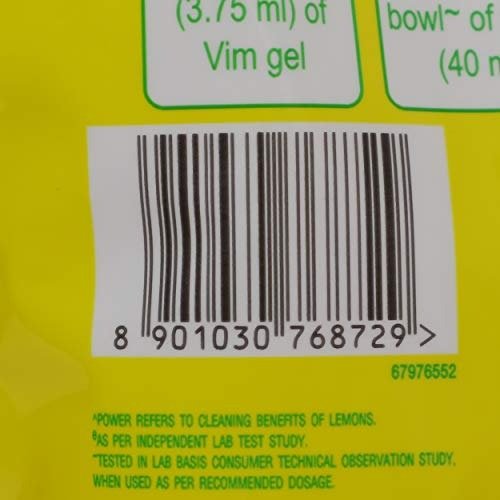 (3.75 ml) of
Vim gel
bowl~ of
(40 m
8 901030 768729 >
67976552
^POWER REFERS TO CLEANING BENEFITS OF LEMONS.
⁶AS PER INDEPENDENT LAB TEST STUDY.
~TESTED IN LAB BASIS CONSUMER TECHNICAL OBSERVATION STUDY,
WHEN USED AS PER RECOMMENDED DOSAGE.